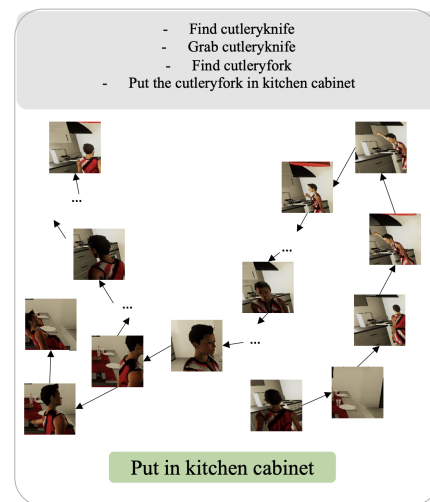 - Find cutleryknife
- Grab cutleryknife
- Find cutleryfork
- Put the cutleryfork in kitchen cabinet
...
...
...
...
Put in kitchen cabinet